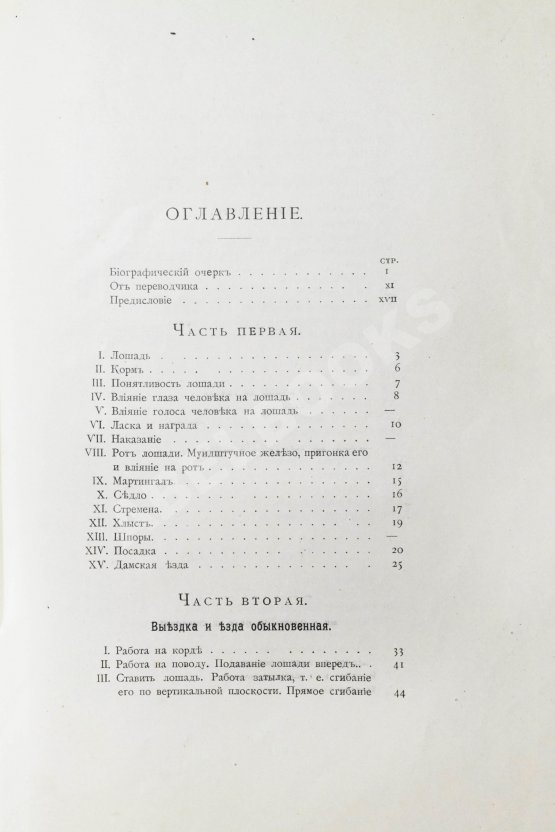 ОГЛАВЛЕНІЕ.
СТР.
Біографическій очеркъ . . . . . . . . . . . . I
Отъ переводчика . . . . . . . . . . . . . . XI
Предисловіе . . . . . . . . . . . . . . . . XVII
Часть первая.
I. Лошадь . . . . . . . . . . . . . . . . . 3
II. Кормъ . . . . . . . . . . . . . . . . . 6
III. Понятливость лошади . . . . . . . . . . . 7
IV. Вліяніе глаза человѣка на лошадь . . . . . . 8
V. Вліяніе голоса человѣка на лошадь . . . . . . —
VI. Ласка и награда . . . . . . . . . . . . . 10
VII. Наказаніе . . . . . . . . . . . . . . . —
VIII. Ротъ лошади. Мундштучное желѣзо, пригонка его
и вліяніе на ротъ . . . . . . . . . . . . . 12
IX. Мартингалъ . . . . . . . . . . . . . . . 15
X. Сѣдло . . . . . . . . . . . . . . . . . 16
XI. Стремена. . . . . . . . . . . . . . . . 17
XII. Хлыстъ. . . . . . . . . . . . . . . . . 19
XIII. Шпоры. . . . . . . . . . . . . . . . . —
XIV. Посадка . . . . . . . . . . . . . . . . 20
XV. Дамская ѣзда . . . . . . . . . . . . . . 25
Часть вторая.
Выѣздка и ѣзда обыкновенная.
I. Работа на кордѣ . . . . . . . . . . . . . 33
II. Работа на поводу. Подаваніе лошади впередъ. . . 41
III. Ставить лошадь. Работа затылка, т. е. сгибаніе
его по вертикальной плоскости. Прямое сгибаніе 44